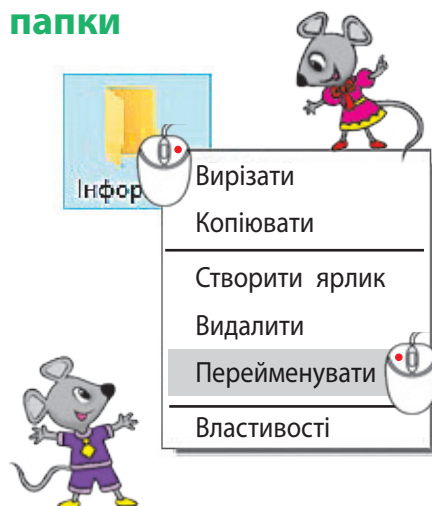 папки
Інфор
Вирізати
Копіювати
Створити ярлик
Видалити
Перейменувати
Властивості